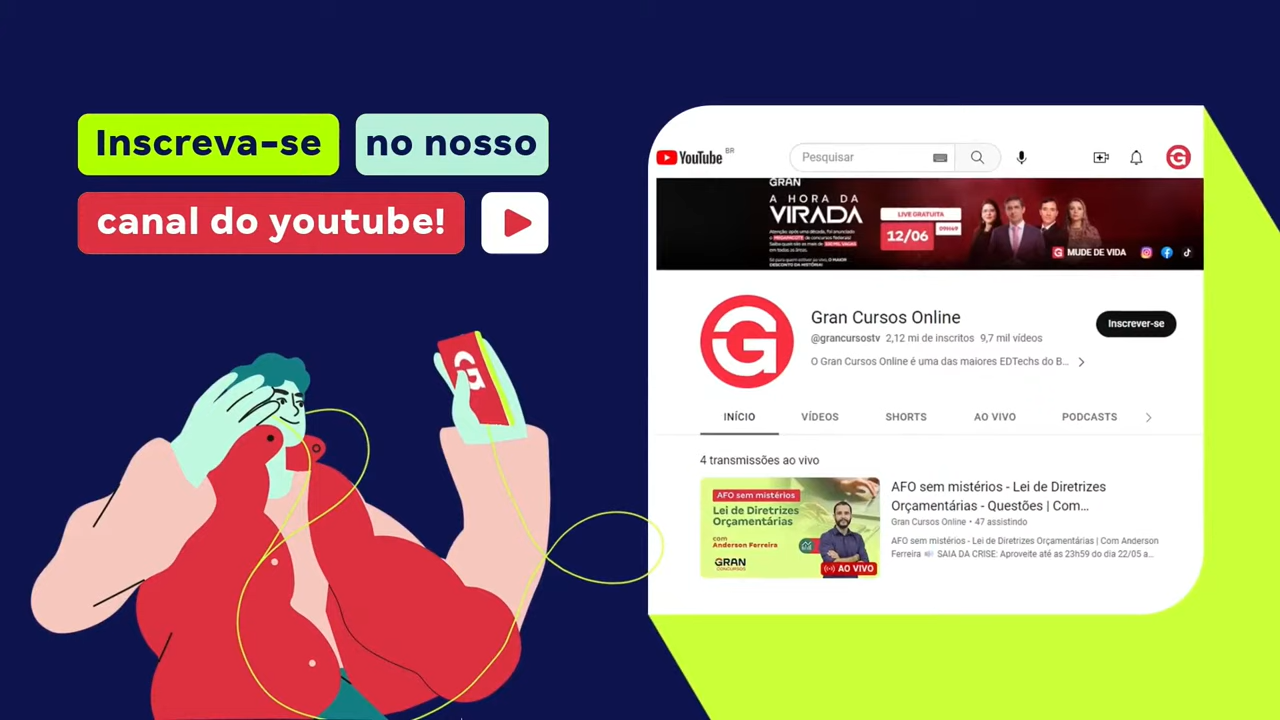 Inscreva-se no nosso
canal do youtube!
G
YouTube BR
Pesquisar
G
GRAN
A HORA DA
VIRADA
LIVE GRATUITA
12/06
MUDE DE VIDA
G
Gran Cursos Online
@grancursostv 2,12 mi de inscritos 9,7 mil vídeos
O Gran Cursos Online é uma das maiores EDTechs do B...
Inscrever-se
INÍCIO VÍDEOS SHORTS AO VIVO PODCASTS
4 transmissões ao vivo
AFO sem mistérios
Lei de Diretrizes
Orçamentárias
com
Anderson Ferreira
GRAN
CONCURSOS
AO VIVO
AFO sem mistérios - Lei de Diretrizes
Orçamentárias - Questões | Com...
Gran Cursos Online • 47 assistindo
AFO sem mistérios - Lei de Diretrizes Orçamentárias | Com Anderson
Ferreira 📢 SAIA DA CRISE: Aproveite até as 23h59 do dia 22/05 a...